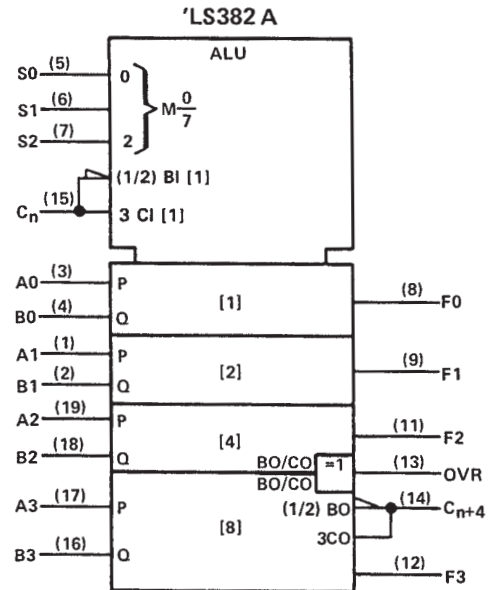 'LS382 A
ALU
S0 (5) 0
S1 (6) M 0/7
S2 (7) 2
(1/2) BI [1]
Cn (15) 3 CI [1]
A0 (3) P
[1] (8) F0
B0 (4) Q
A1 (1) P
[2] (9) F1
B1 (2) Q
A2 (19) P
[4] (11) F2
B2 (18) Q
BO/CO =1 (13) OVR
BO/CO
A3 (17) P
(1/2) BO (14) Cn+4
[8]
3CO
B3 (16) Q
(12) F3